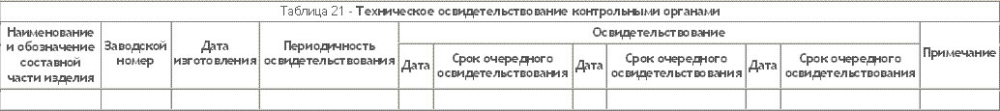 Таблица 21 - Техническое освидетельствование контрольными органами
Наименование
и обозначение
составной
части изделия
Заводской
номер
Дата
изготовления
Периодичность
освидетельствования
Освидетельствование
Дата
Срок очередного
освидетельствования
Дата
Срок очередного
освидетельствования
Дата
Срок очередного
освидетельствования
Примечание